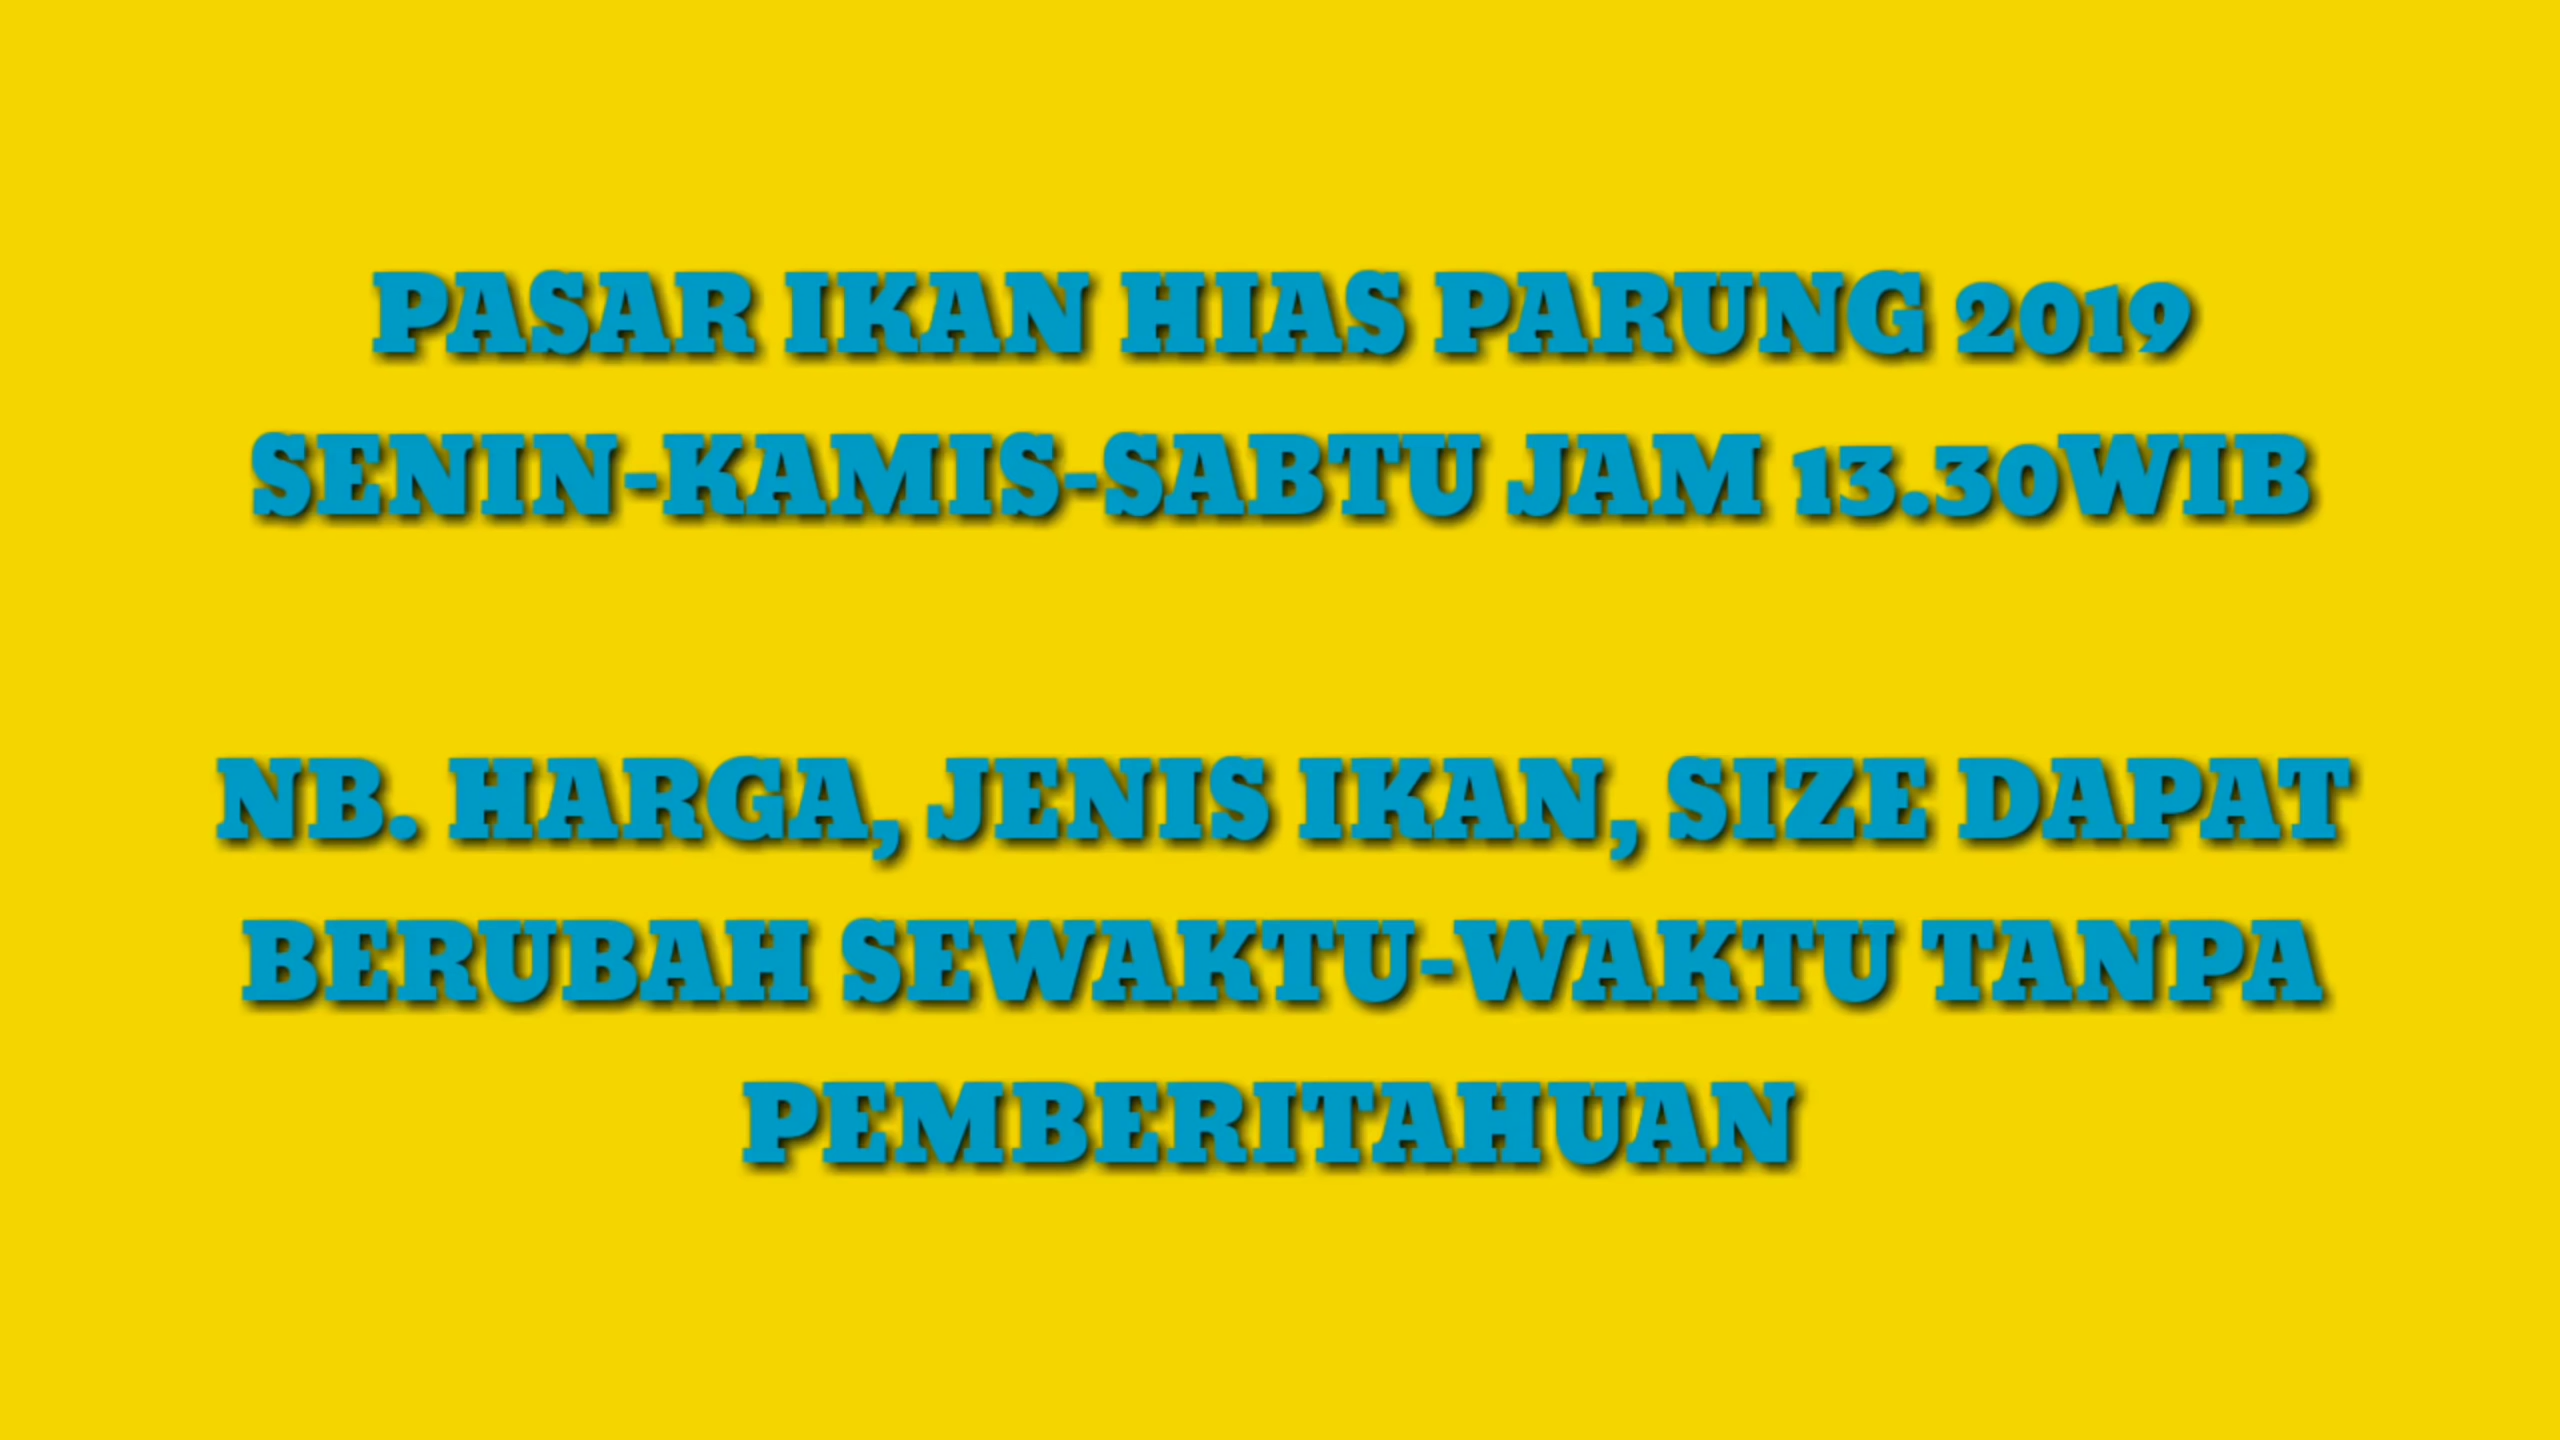 PASAR IKAN HIAS PARUNG 2019
SENIN-KAMIS-SABTU JAM 13.30WIB
NB. HARGA, JENIS IKAN, SIZE DAPAT
BERUBAH SEWAKTU-WAKTU TANPA
PEMBERITAHUAN